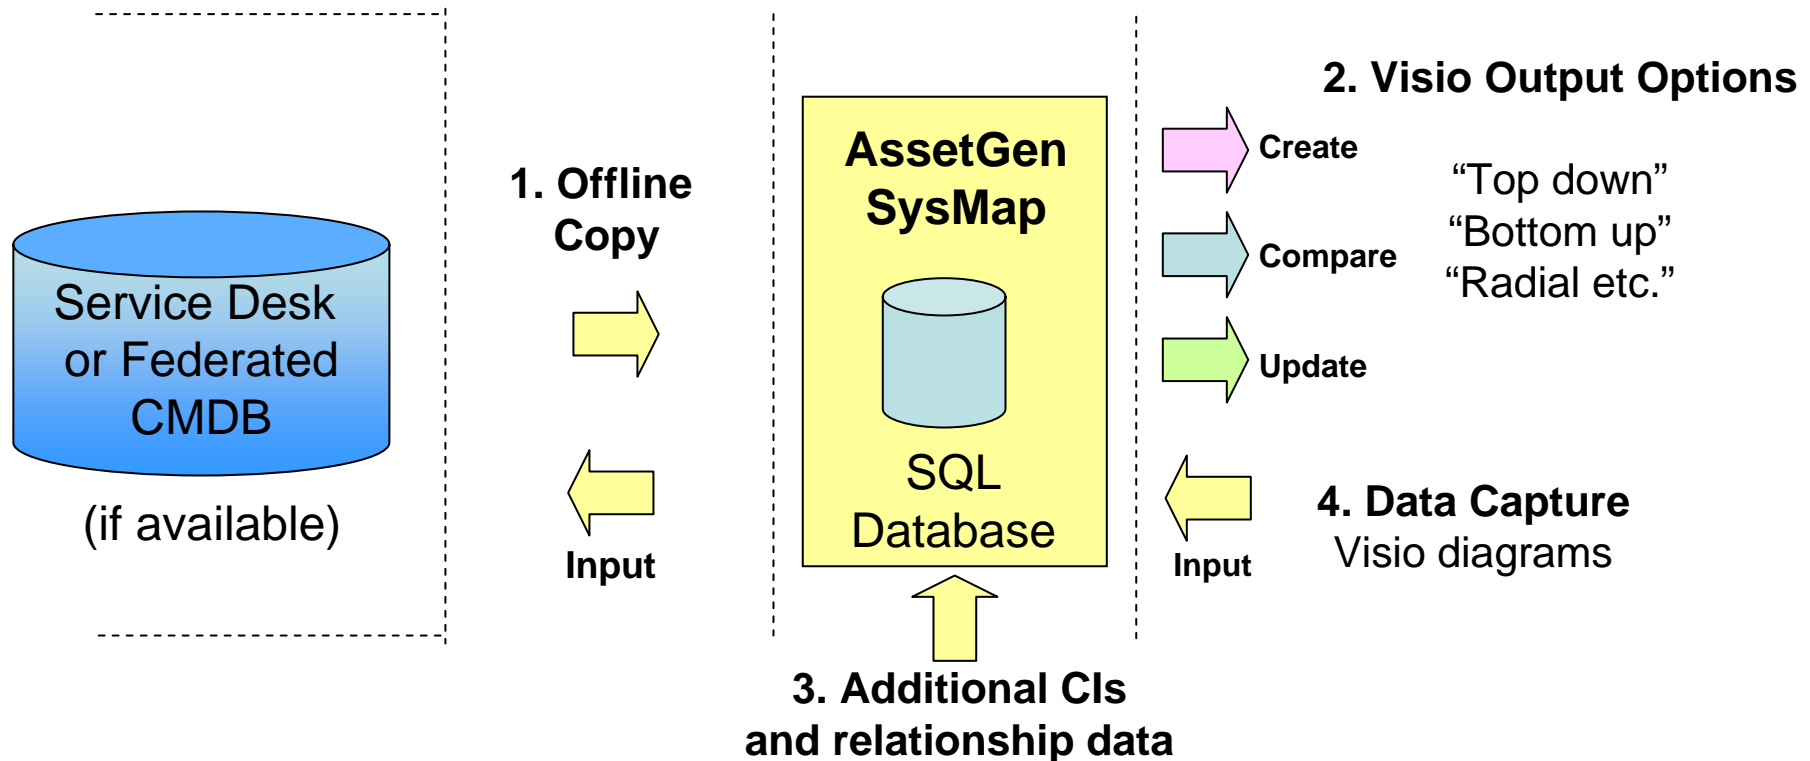 Service Desk
or Federated
CMDB
(if available)
1. Offline
Copy
Input
AssetGen
SysMap
SQL
Database
2. Visio Output Options
Create
Compare
Update
“Top down”
“Bottom up”
“Radial etc.”
Input
4. Data Capture
Visio diagrams
3. Additional CIs
and relationship data